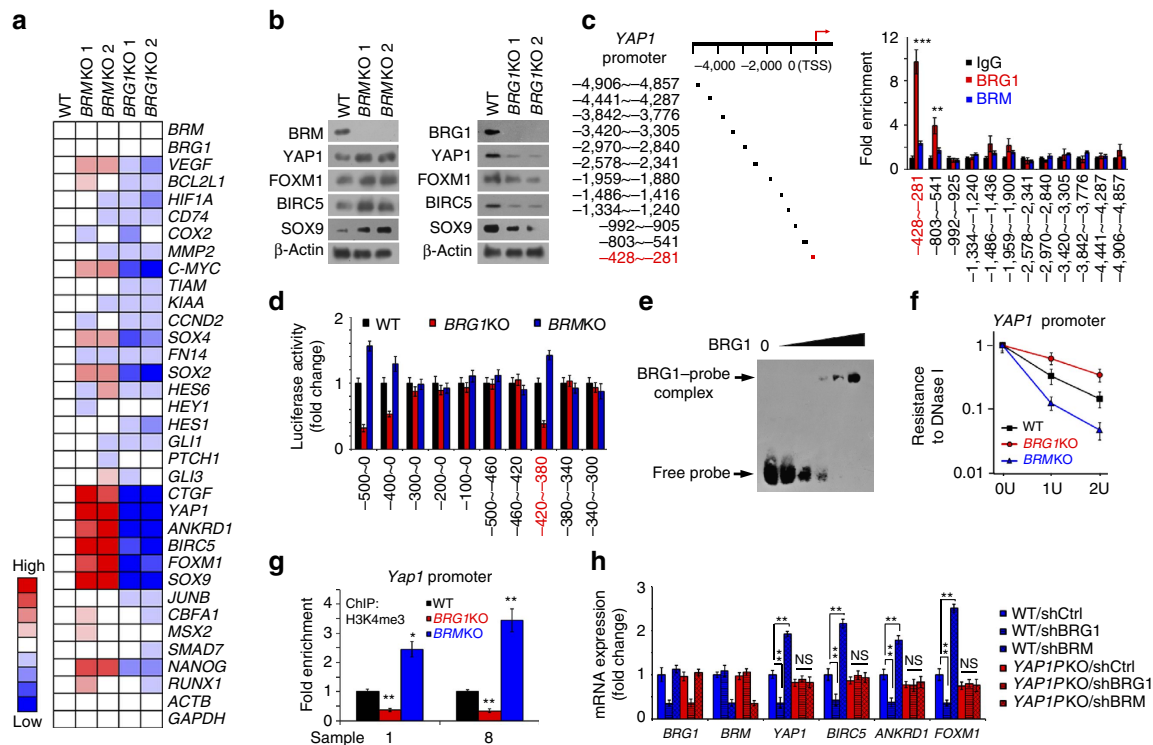 a
WT
BRMKO 1
BRMKO 2
BRG1KO 1
BRG1KO 2
BRM
BRG1
VEGF
BCL2L1
HIF1A
CD74
COX2
MMP2
C-MYC
TIAM
KIAA
CCND2
SOX4
FN14
SOX2
HES6
HEY1
HES1
GLI1
PTCH1
GLI3
CTGF
YAP1
ANKRD1
BIRC5
FOXM1
SOX9
JUNB
CBFA1
MSX2
SMAD7
NANOG
RUNX1
ACTB
GAPDH
High
Low
b
WT
BRMKO 1
BRMKO 2
BRM
YAP1
FOXM1
BIRC5
SOX9
β-Actin
WT
BRG1KO 1
BRG1KO 2
BRG1
YAP1
FOXM1
BIRC5
SOX9
β-Actin
c
YAP1
promoter
−4,000 −2,000 0 (TSS)
−4,906~−4,857
−4,441~−4,287
−3,842~−3,776
−3,420~−3,305
−2,970~−2,840
−2,578~−2,341
−1,959~−1,880
−1,486~−1,416
−1,334~−1,240
−992~−905
−803~−541
−428~−281
Fold enrichment
12
8
4
0
***
**
IgG
BRG1
BRM
−428~−281
−803~−541
−992~−925
−1,334~−1,240
−1,486~−1,436
−1,959~−1,900
−2,578~−2,341
−2,970~−2,840
−3,420~−3,305
−3,842~−3,776
−4,441~−4,287
−4,906~−4,857
d
Luciferase activity
(fold change)
2
1
0
WT
BRG1KO
BRMKO
−500~0
−400~0
−300~0
−200~0
−100~0
−500~−460
−460~−420
−420~−380
−380~−340
−340~−300
e
BRG1 0
BRG1–probe
complex
Free probe
f
YAP1 promoter
Resistance
to DNase I
1
0.1
0.01
WT
BRG1KO
BRMKO
0U 1U 2U
g
Yap1 promoter
Fold enrichment
4
3
2
1
0
ChIP:
H3K4me3
WT
BRG1KO
BRMKO
**
*
**
**
Sample 1 8
h
mRNA expression
(fold change)
3
2
1
0
**
**
NS
**
**
NS
**
**
NS
**
**
NS
BRG1 BRM YAP1 BIRC5 ANKRD1 FOXM1
WT/shCtrl
WT/shBRG1
WT/shBRM
YAP1PKO/shCtrl
YAP1PKO/shBRG1
YAP1PKO/shBRM